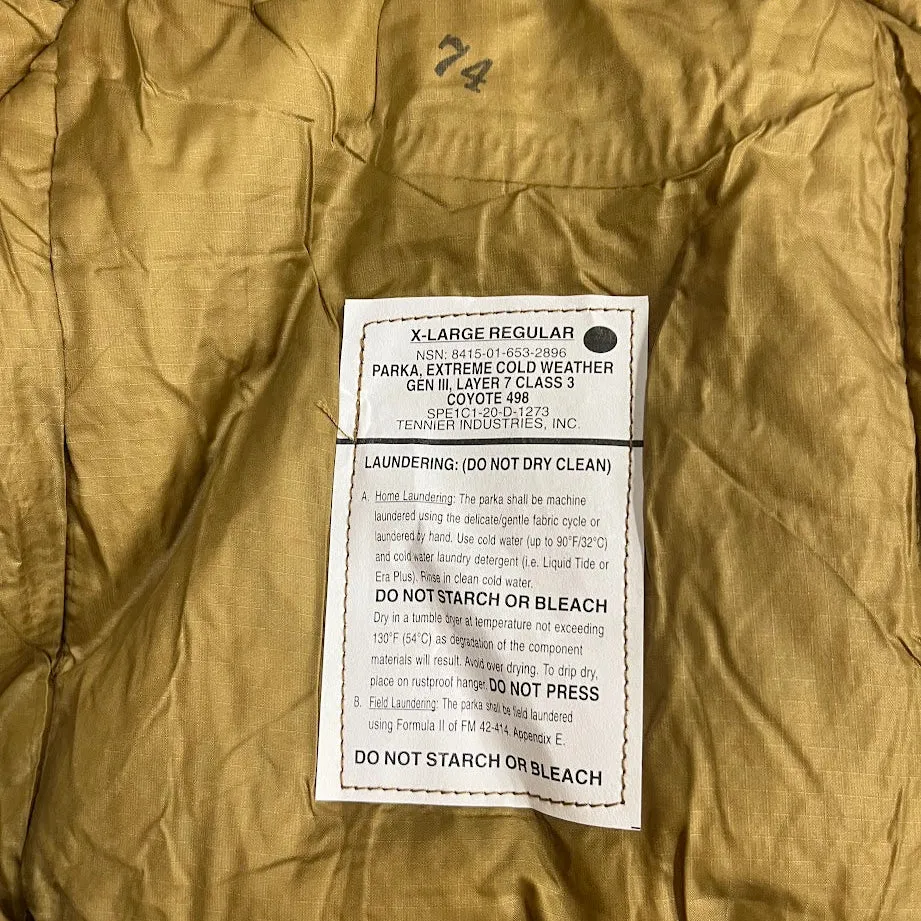 74
X-LARGE REGULAR
NSN: 8415-01-653-2896
PARKA, EXTREME COLD WEATHER
GEN III, LAYER 7 CLASS 3
COYOTE 498
SPE1C1-20-D-1273
TENNIER INDUSTRIES, INC.
LAUNDERING: (DO NOT DRY CLEAN)
A. Home Laundering: The parka shall be machine
laundered using the delicate/gentle fabric cycle or
laundered by hand. Use cold water (up to 90°F/32°C)
and cold water laundry detergent (i.e. Liquid Tide or
Era Plus). Rinse in clean cold water.
DO NOT STARCH OR BLEACH
Dry in a tumble dryer at temperature not exceeding
130°F (54°C) as degradation of the component
materials will result. Avoid over drying. To drip dry,
place on rustproof hanger. DO NOT PRESS
B. Field Laundering: The parka shall be field laundered
using Formula II of FM 42-414, Appendix E.
DO NOT STARCH OR BLEACH